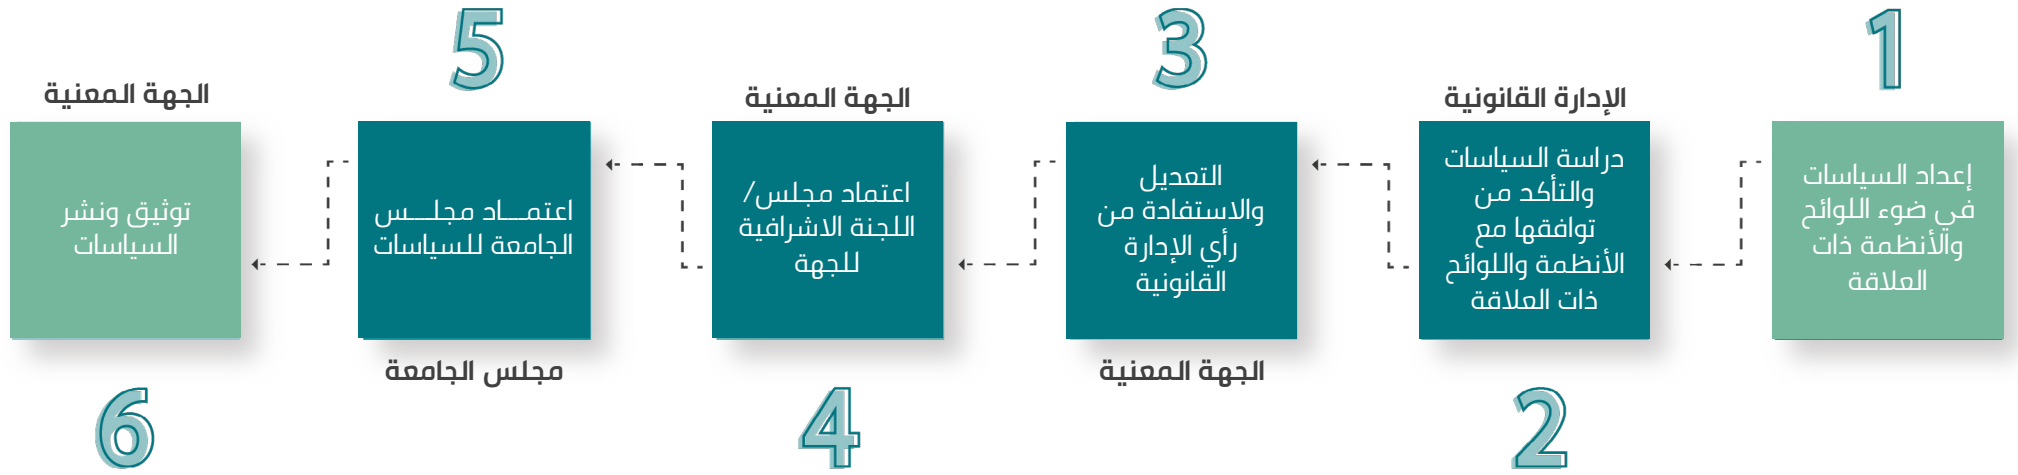 1
إعداد السياسات
في ضوء اللوائح
والأنظمة ذات
العلاقة
الإدارة القانونية
دراسة السياسات
والتأكد من
توافقها مع
الأنظمة واللوائح
ذات العلاقة
2
3
التعديل
والاستفادة من
رأي الإدارة
القانونية
الجهة المعنية
الجهة المعنية
اعتماد مجلس/
اللجنة الاشرافية
للجهة
4
5
اعتمــاد مجلــس
الجامعة للسياسات
مجلس الجامعة
الجهة المعنية
توثيق ونشر
السياسات
6